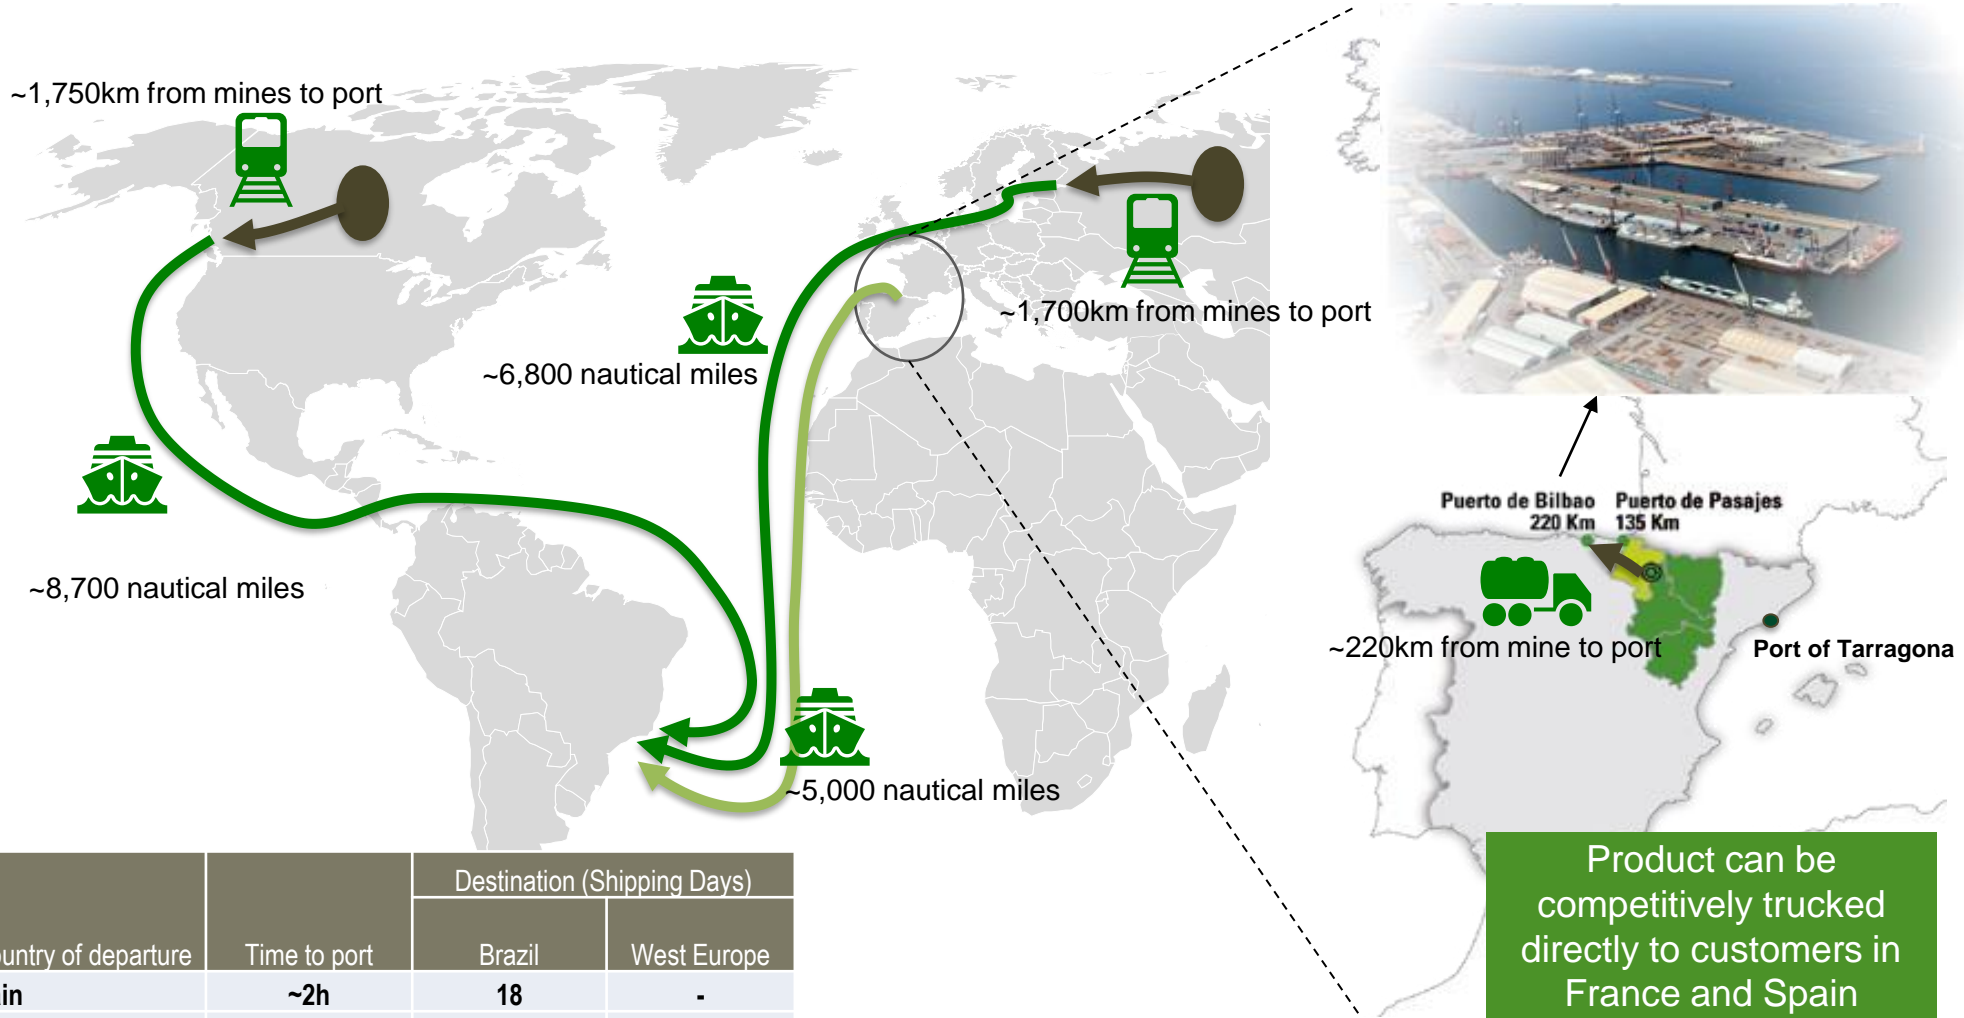 ~1,750km from mines to port
~1,700km from mines to port
~6,800 nautical miles
~8,700 nautical miles
~5,000 nautical miles
Puerto de Bilbao
220 Km
Puerto de Pasajes
135 Km
~220km from mine to port
Port of Tarragona
Product can be
competitively trucked
directly to customers in
France and Spain
Destination (Shipping Days)
ountry of departure Time to port Brazil West Europe
ain ~2h 18 -